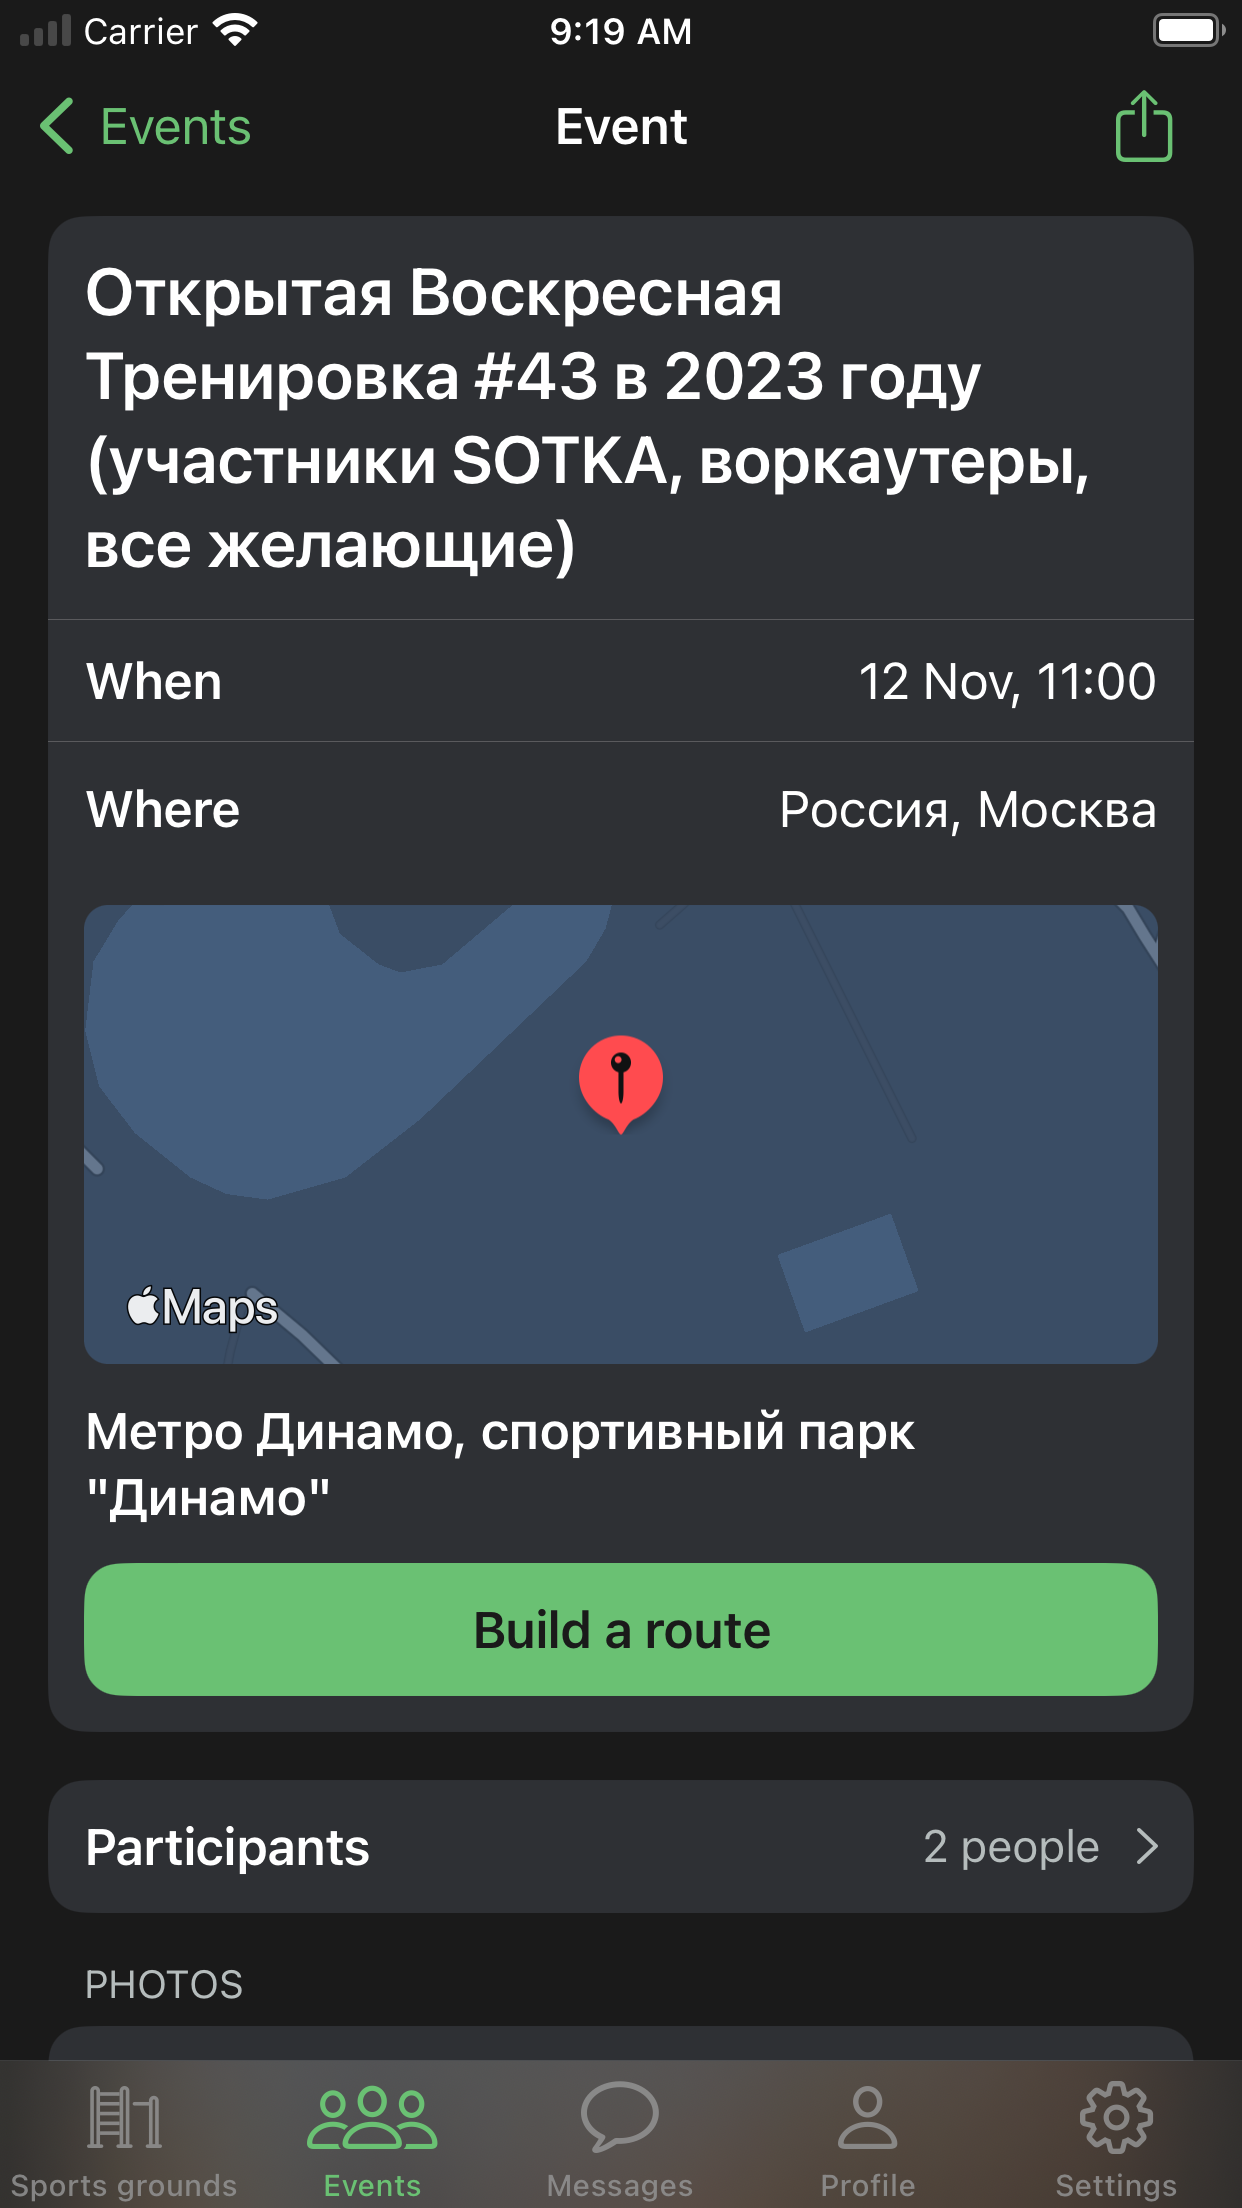 Carrier 9:19 AM
Events Event
Открытая Воскресная
Тренировка #43 в 2023 году
(участники SOTKA, воркаутеры,
все желающие)
When 12 Nov, 11:00
Where Россия, Москва
Maps
Метро Динамо, спортивный парк
"Динамо"
Build a route
Participants 2 people
PHOTOS
Sports grounds Events Messages Profile Settings